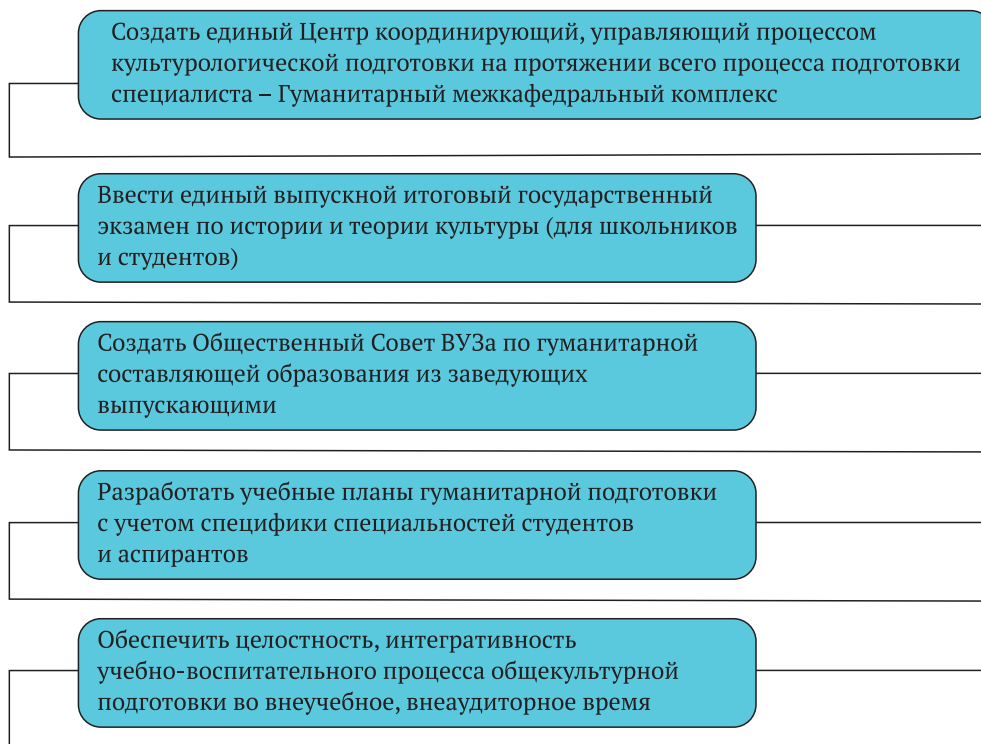 Создать единый Центр координирующий, управляющий процессом
культурологической подготовки на протяжении всего процесса подготовки
специалиста – Гуманитарный межкафедральный комплекс
Ввести единый выпускной итоговый государственный
экзамен по истории и теории культуры (для школьников
и студентов)
Создать Общественный Совет ВУЗа по гуманитарной
составляющей образования из заведующих
выпускающими
Разработать учебные планы гуманитарной подготовки
с учетом специфики специальностей студентов
и аспирантов
Обеспечить целостность, интегративность
учебно-воспитательного процесса общекультурной
подготовки во внеучебное, внеаудиторное время